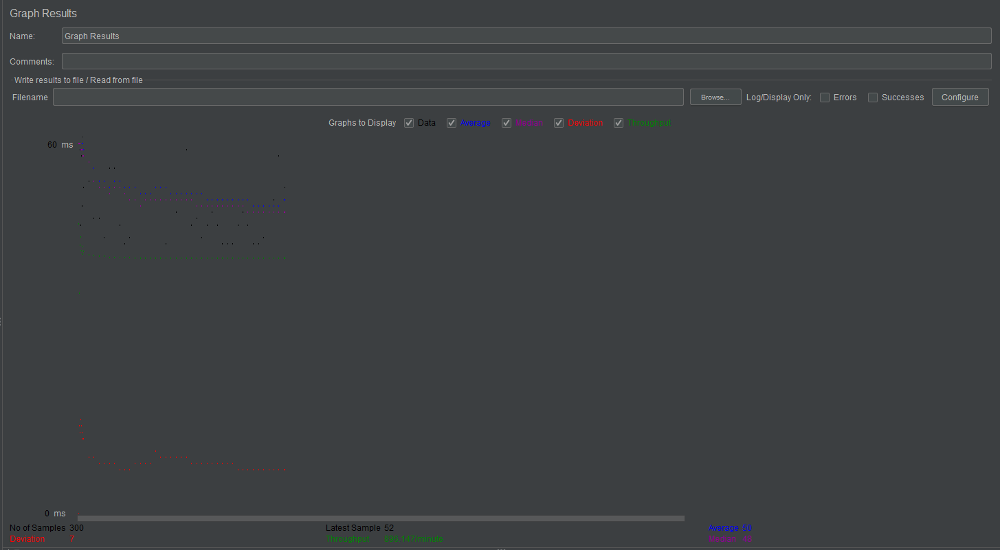 Graph Results
Name: Graph Results
Comments:
Write results to file / Read from file
Filename Browse... Log/Display Only: Errors Successes Configure
Graphs to Display Data Average Median Deviation Throughput
60 ms
0 ms
No of Samples 300 Latest Sample 52 Average 50
Deviation 7 Throughput 896.147/minute Median